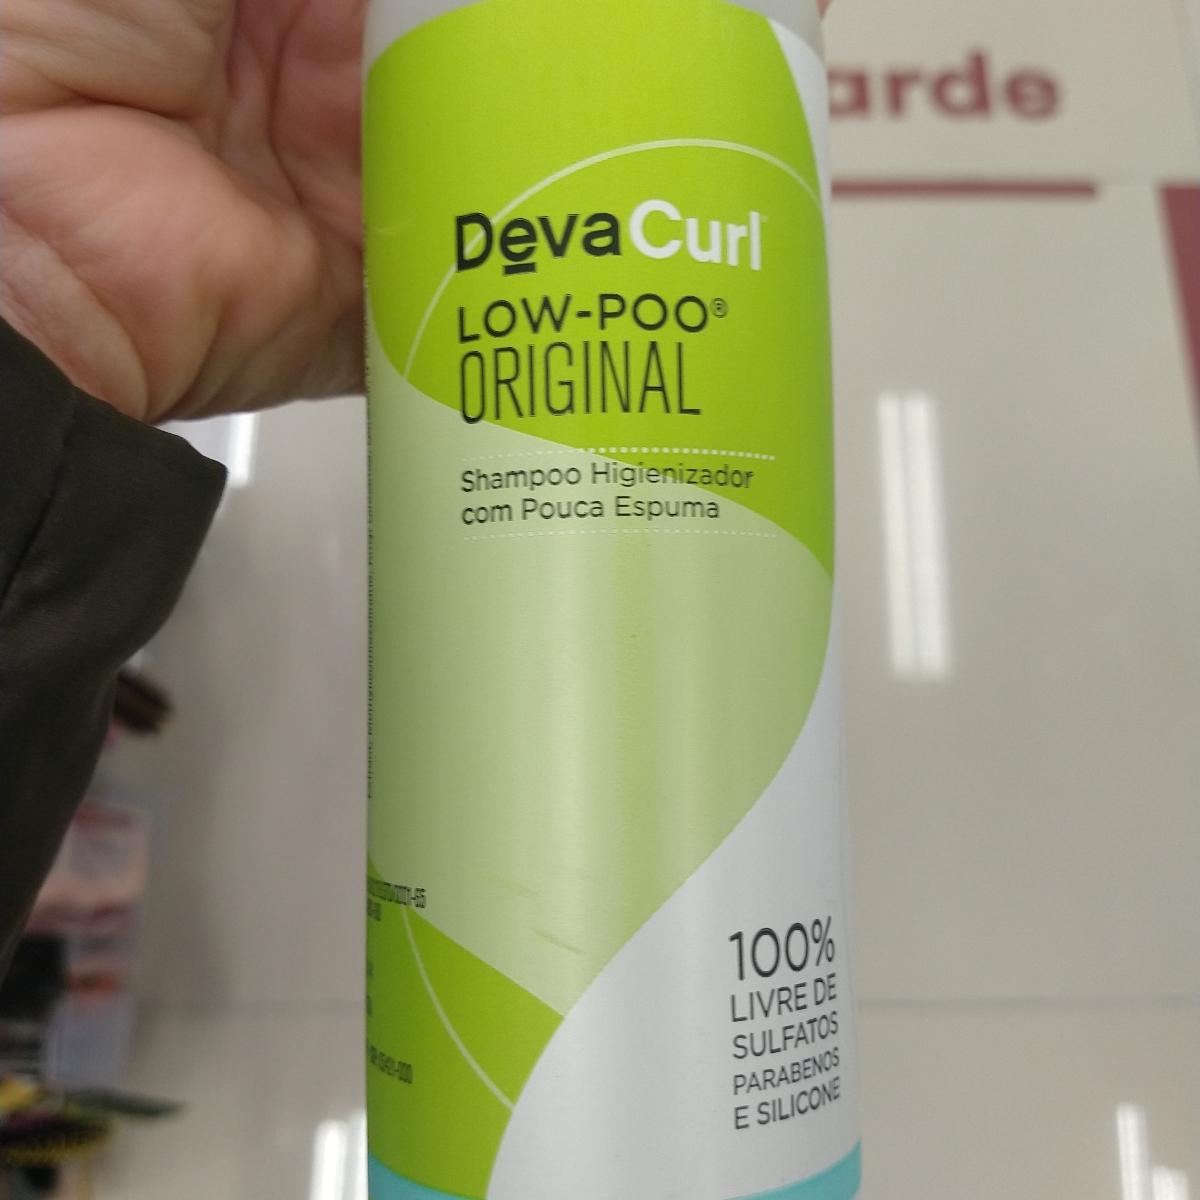 arde
DevaCurl
LOW-POO®
ORIGINAL
Shampoo Higienizador
com Pouca Espuma
100%
LIVRE DE
SULFATOS
PARABENOS
E SILICONE